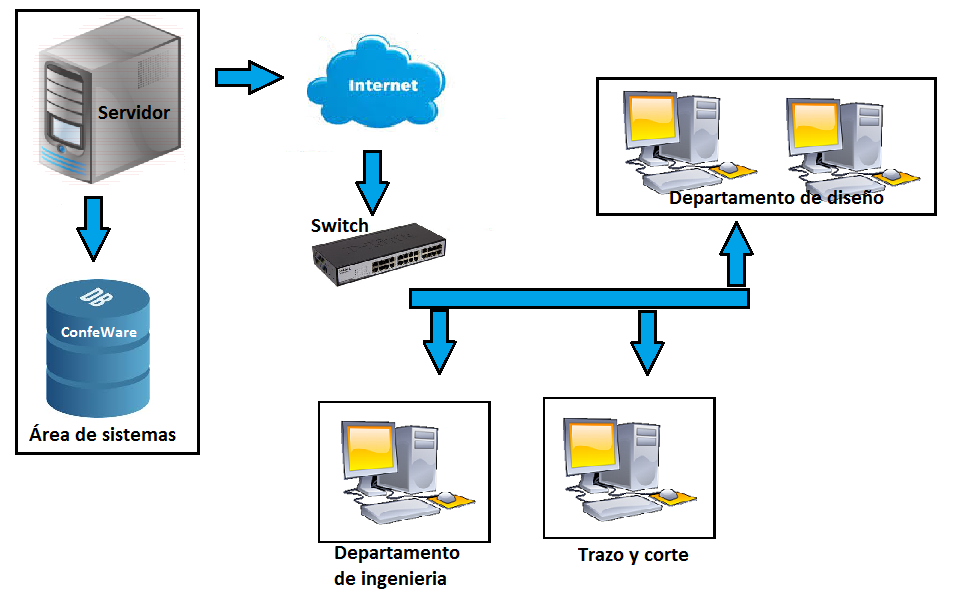 Servidor
Internet
Switch
DB
ConfeWare
Área de sistemas
Departamento de diseño
Departamento
de ingenieria
Trazo y corte